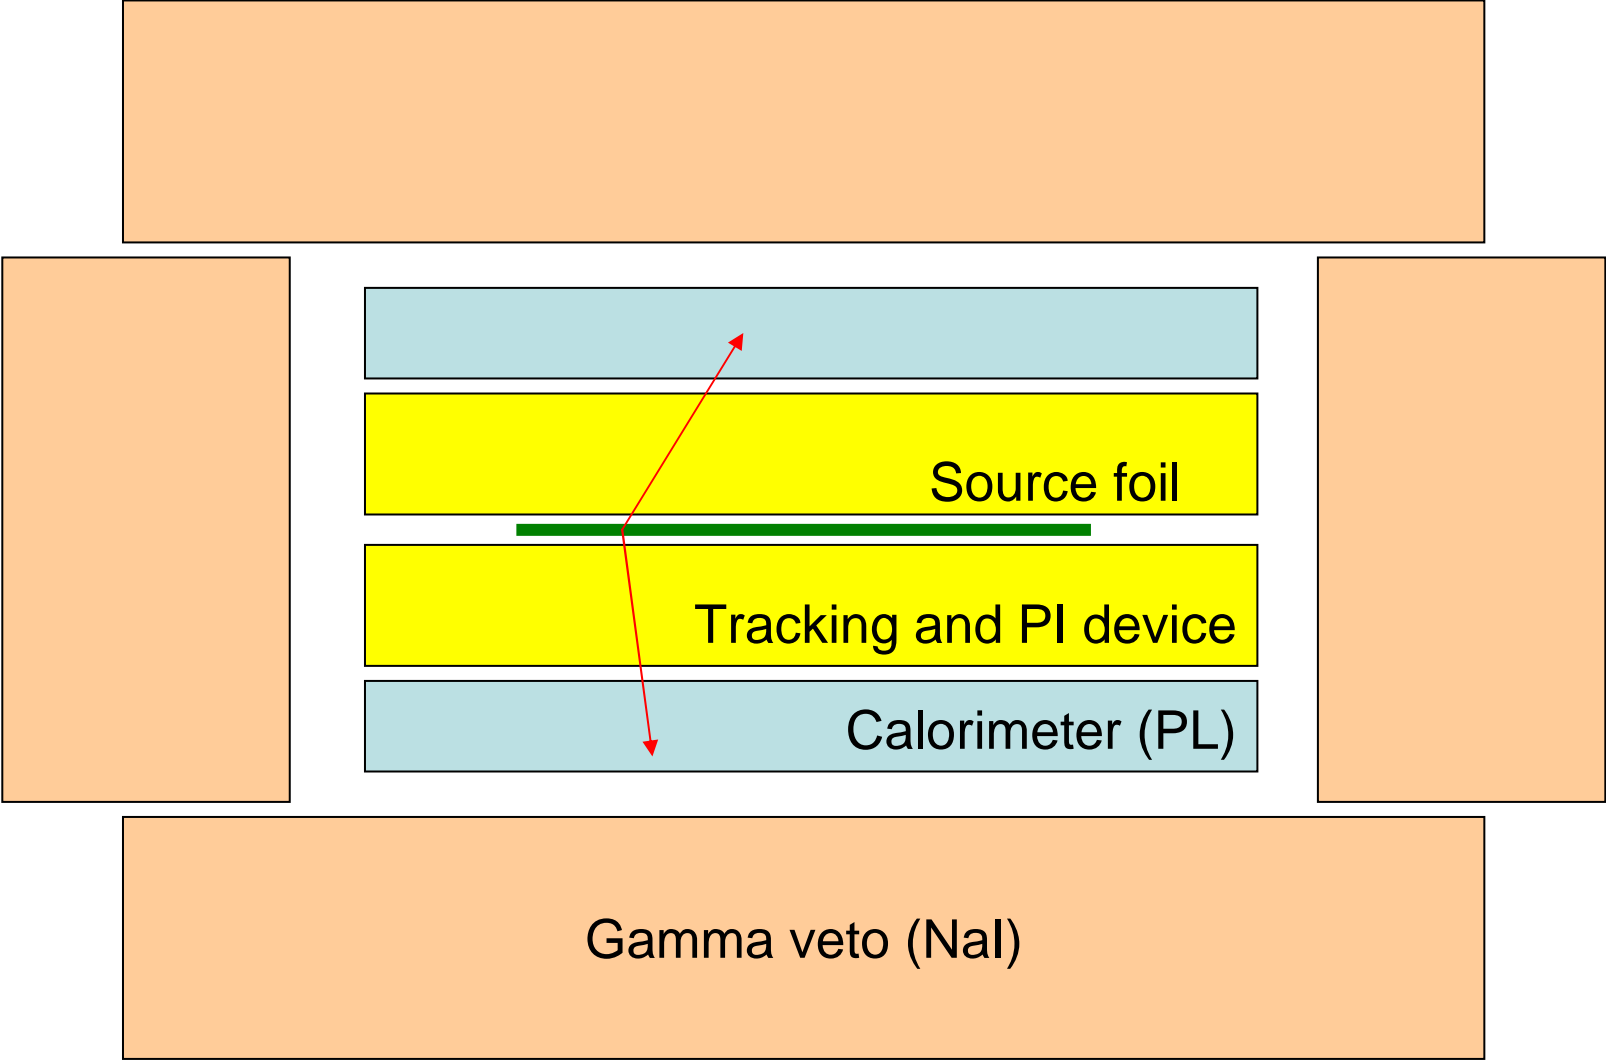 Source foil
Tracking and PI device
Calorimeter (PL)
Gamma veto (NaI)